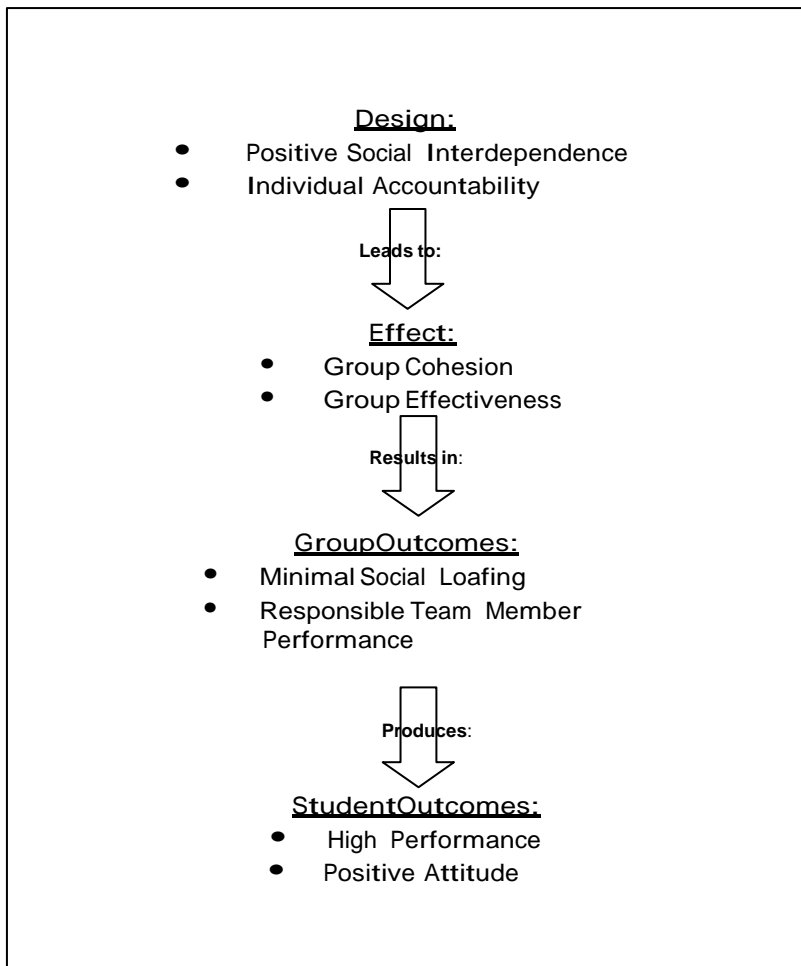 Design:
• Positive Social Interdependence
• Individual Accountability
Leads to:
Effect:
• Group Cohesion
• Group Effectiveness
Results in:
GroupOutcomes:
• Minimal Social Loafing
• Responsible Team Member
Performance
Produces:
StudentOutcomes:
• High Performance
• Positive Attitude